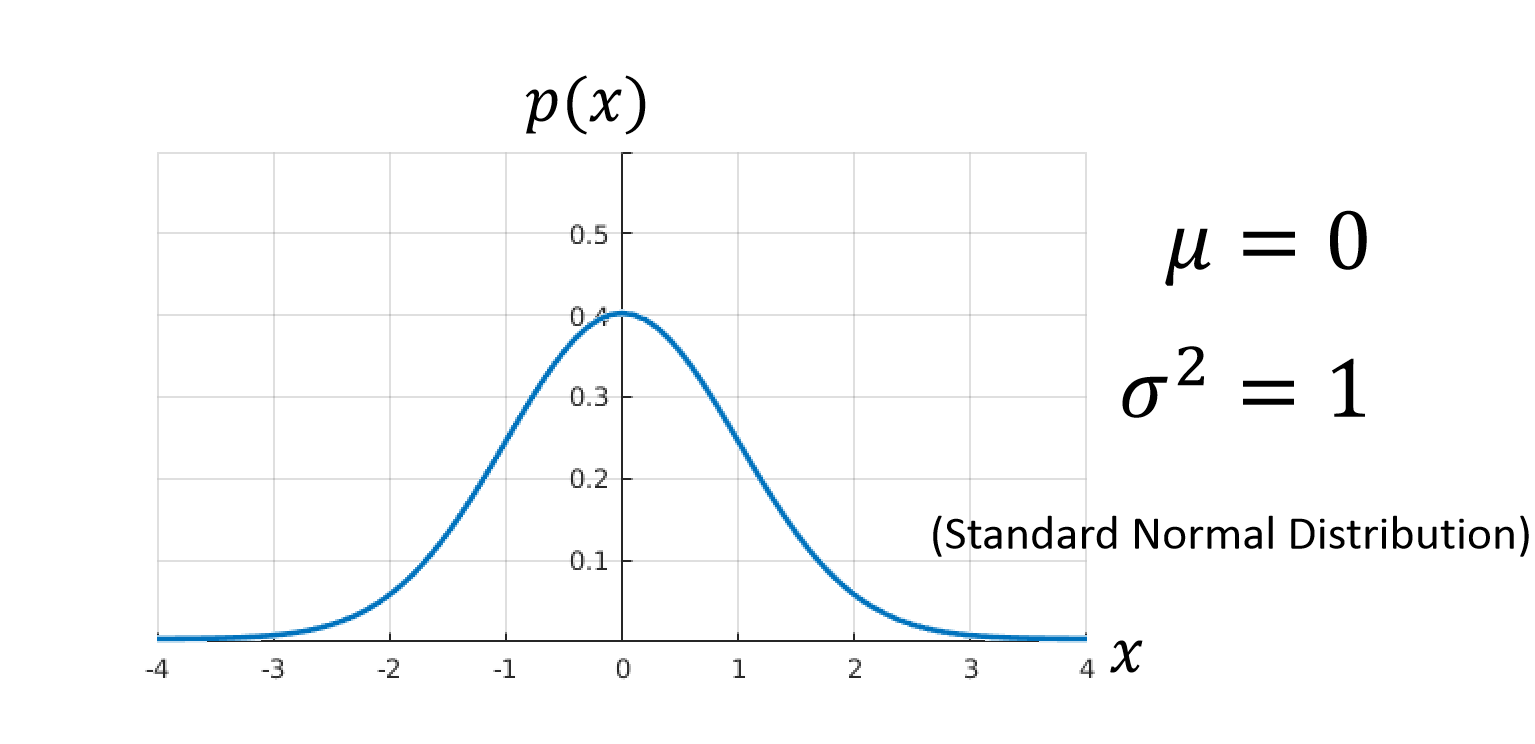 p(x)
0.5
μ = 0
0.4
σ² = 1
0.3
0.2
(Standard Normal Distribution)
0.1
-4 -3 -2 -1 0 1 2 3 4 x